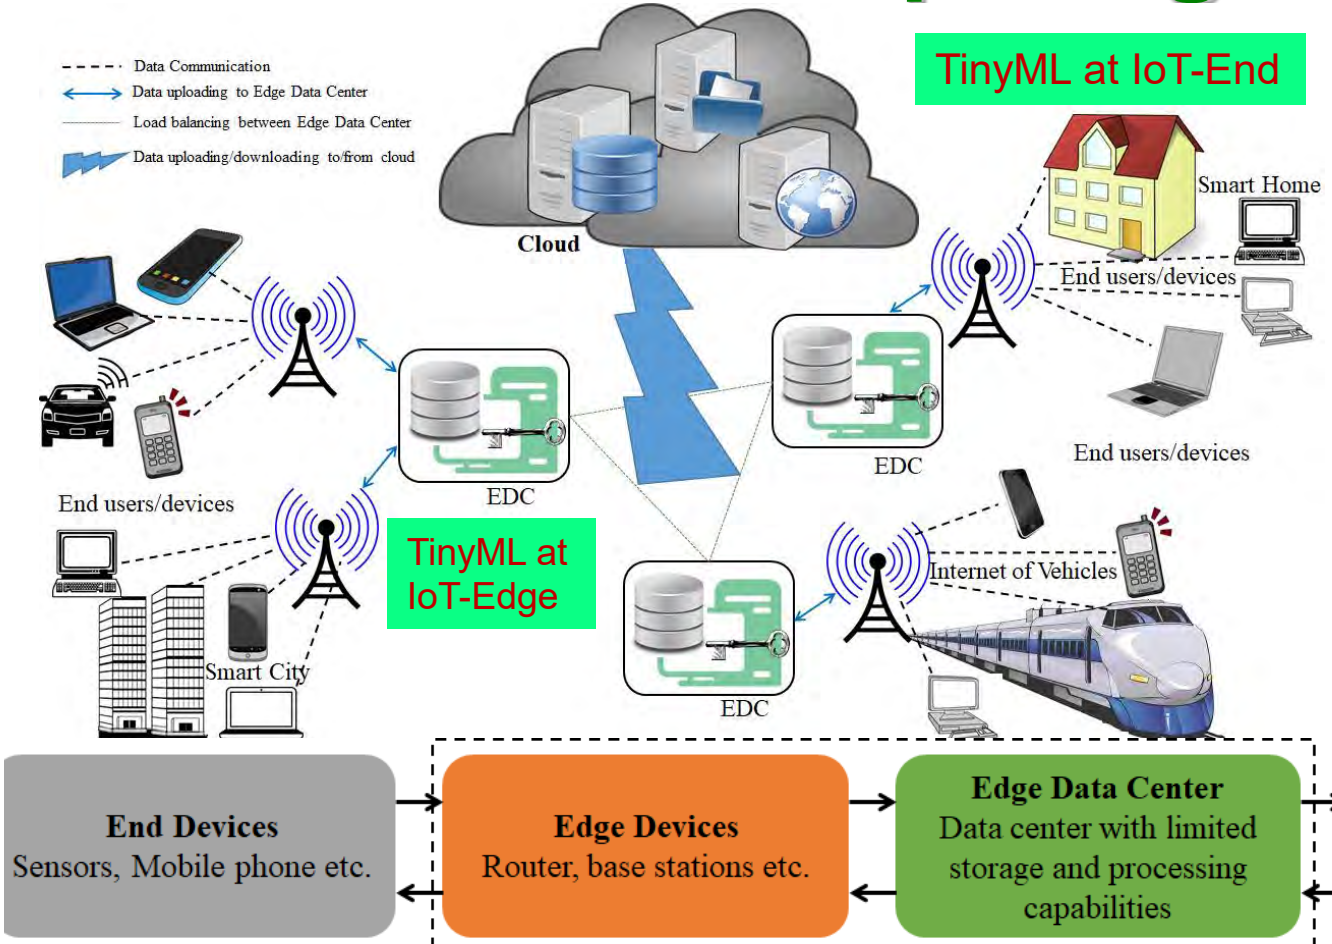 TinyML at IoT-End
Data Communication
Data uploading to Edge Data Center
Load balancing between Edge Data Center
Data uploading/downloading to/from cloud
Cloud
Smart Home
End users/devices
End users/devices
EDC
EDC
End users/devices
TinyML at
IoT-Edge
Internet of Vehicles
Smart City
EDC
End Devices
Sensors, Mobile phone etc.
Edge Devices
Router, base stations etc.
Edge Data Center
Data center with limited
storage and processing
capabilities